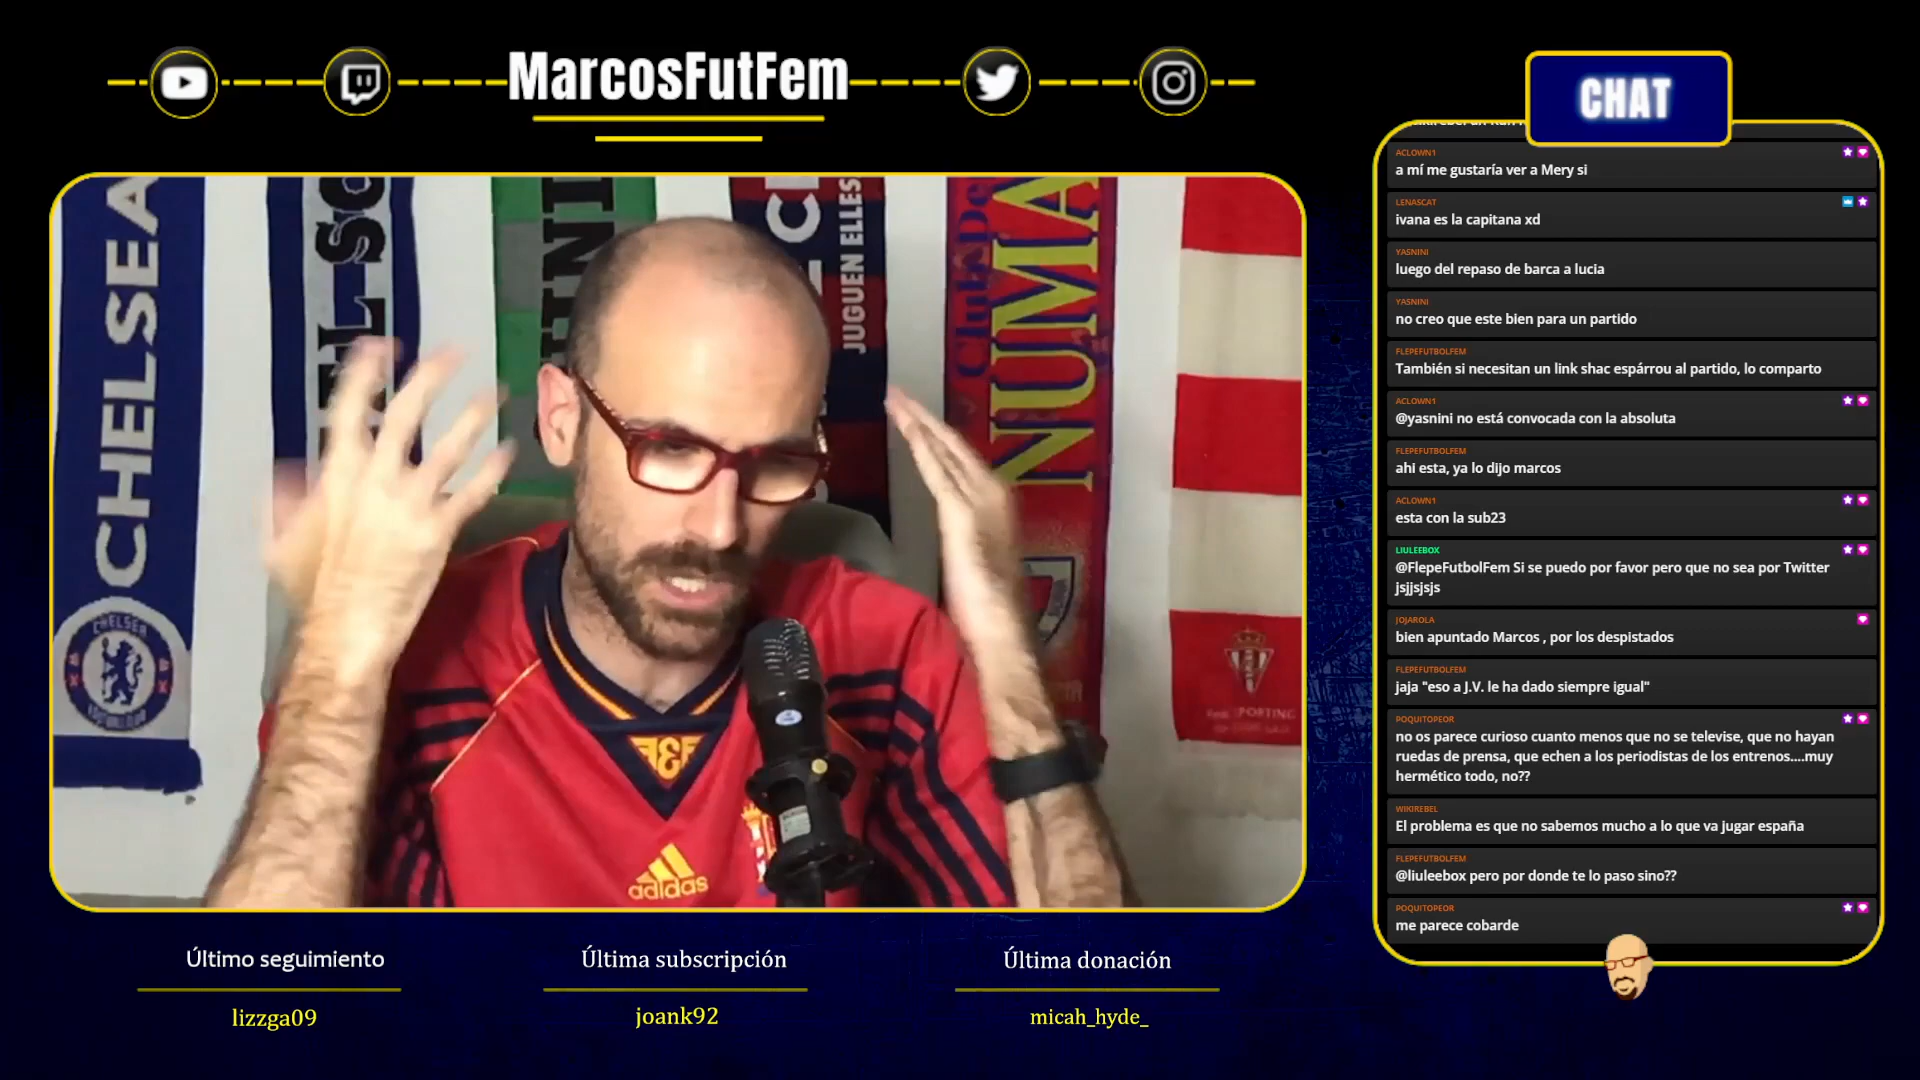 MarcosFutFem
CHAT
CHELSEA
CHELSEA
FOOTBALL CLUB
JUGUEN ELLES
NUMA
REAL SPORTING
adidas
ACLOWN1
a mí me gustaría ver a Mery si
LENASCAT
ivana es la capitana xd
YASNINI
luego del repaso de barca a lucia
YASNINI
no creo que este bien para un partido
FLEPEFUTBOLFEM
También si necesitan un link shac espárrou al partido, lo comparto
ACLOWN1
@yasnini no está convocada con la absoluta
FLEPEFUTBOLFEM
ahi esta, ya lo dijo marcos
ACLOWN1
esta con la sub23
LIULEEBOX
@FlepeFutbolFem Si se puedo por favor pero que no sea por Twitter
jsjjsjsjs
JOJAROLA
bien apuntado Marcos , por los despistados
FLEPEFUTBOLFEM
jaja "eso a J.V. le ha dado siempre igual"
POQUITOPEOR
no os parece curioso cuanto menos que no se televise, que no hayan
ruedas de prensa, que echen a los periodistas de los entrenos....muy
hermético todo, no??
WIKIREBEL
El problema es que no sabemos mucho a lo que va jugar españa
FLEPEFUTBOLFEM
@liuleebox pero por donde te lo paso sino??
POQUITOPEOR
me parece cobarde
Último seguimiento
lizzga09
Última subscripción
joank92
Última donación
micah_hyde_